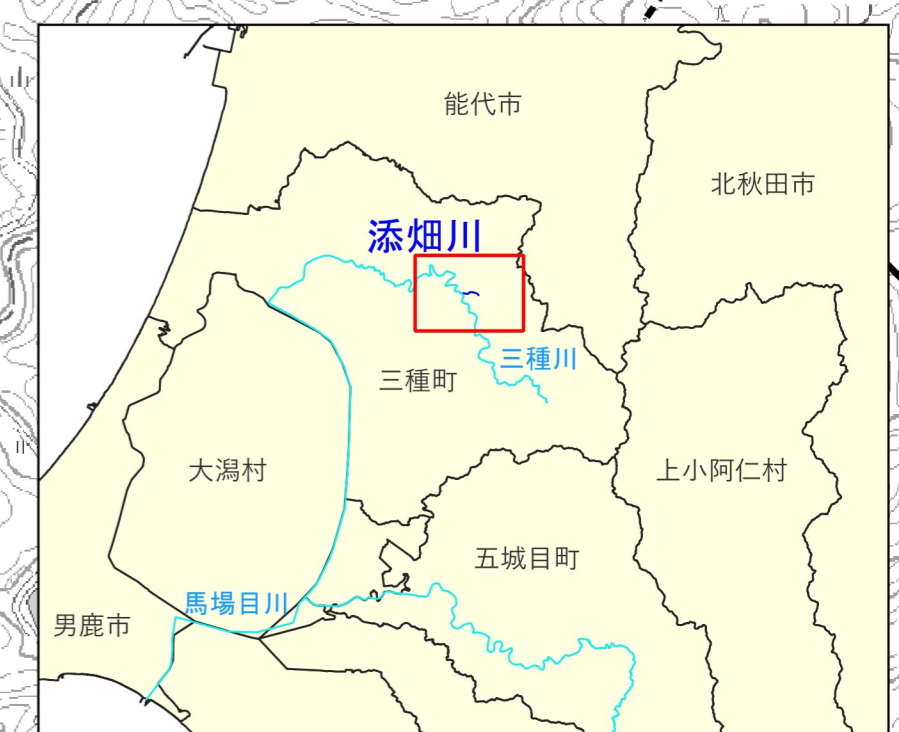 能代市
北秋田市
添畑川
三種川
三種町
大潟村
上小阿仁村
五城目町
馬場目川
男鹿市